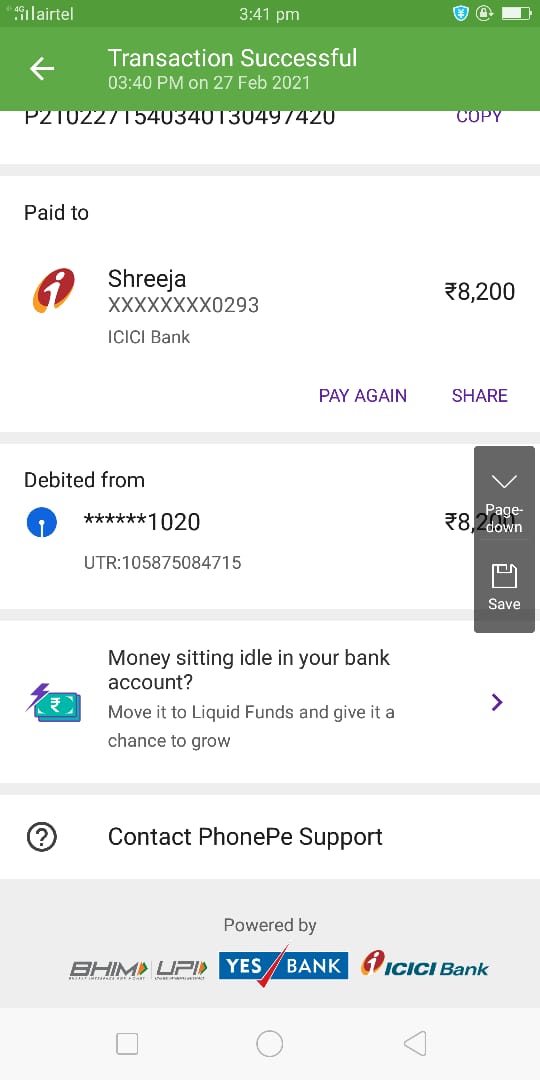 4G airtel
3:41 pm
Transaction Successful
03:40 PM on 27 Feb 2021
P2102271540340130497420
COPY
Paid to
Shreeja
₹8,200
XXXXXXXX0293
ICICI Bank
PAY AGAIN
SHARE
Debited from
******1020
₹8,200
UTR:105875084715
Page-
down
Save
Money sitting idle in your bank
account?
Move it to Liquid Funds and give it a
chance to grow
Contact PhonePe Support
Powered by
BHIM UPI YES BANK ICICI Bank